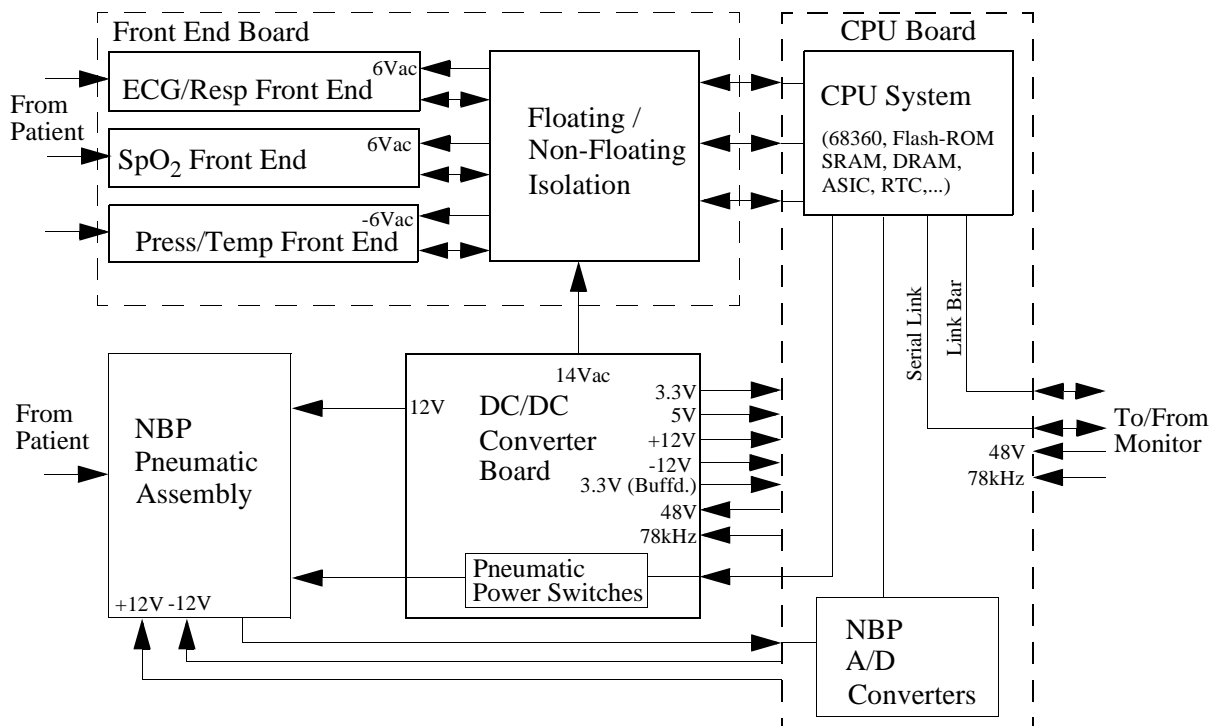 Front End Board
CPU Board
6Vac
ECG/Resp Front End
From
Patient
6Vac
SpO₂ Front End
-6Vac
Press/Temp Front End
Floating /
Non-Floating
Isolation
CPU System
(68360, Flash-ROM
SRAM, DRAM,
ASIC, RTC,...)
Serial Link
Link Bar
To/From
Monitor
48V
78kHz
From
Patient
NBP
Pneumatic
Assembly
+12V -12V
14Vac
12V
DC/DC
Converter
Board
3.3V
5V
+12V
-12V
3.3V (Buffd.)
48V
78kHz
Pneumatic
Power Switches
NBP
A/D
Converters